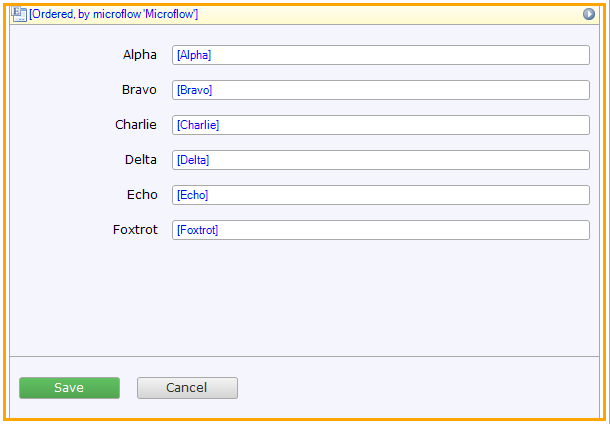 [Ordered, by microflow 'Microflow']
Alpha [Alpha]
Bravo [Bravo]
Charlie [Charlie]
Delta [Delta]
Echo [Echo]
Foxtrot [Foxtrot]
Save Cancel